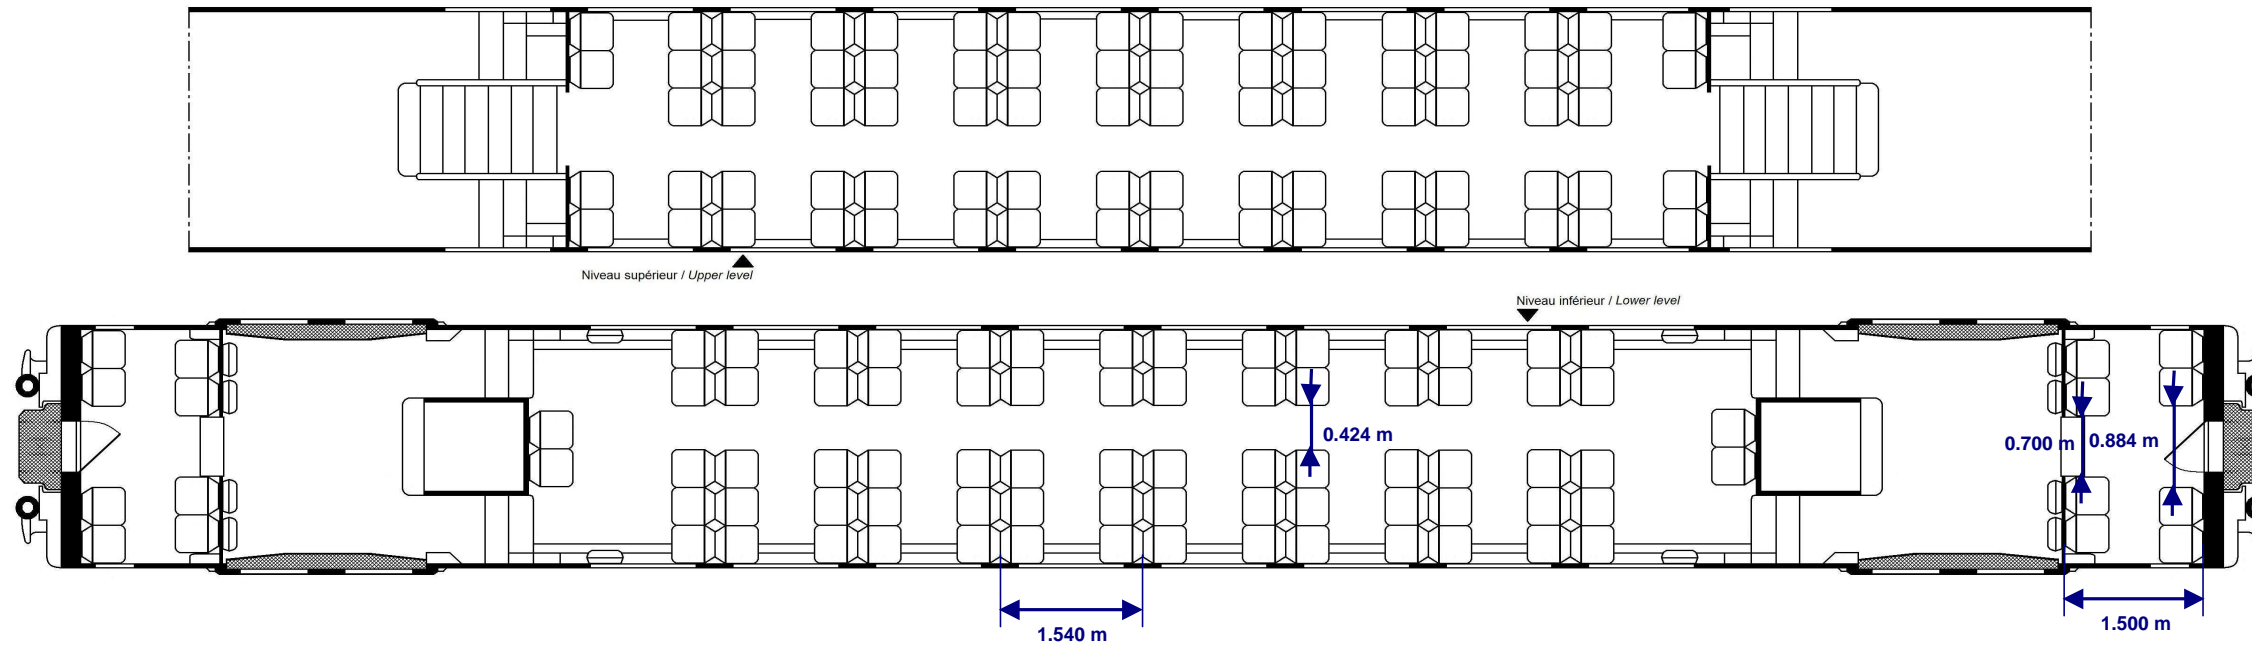 Niveau supérieur / Upper level
Niveau inférieur / Lower level
0.424 m
0.700 m
0.884 m
1.540 m
1.500 m